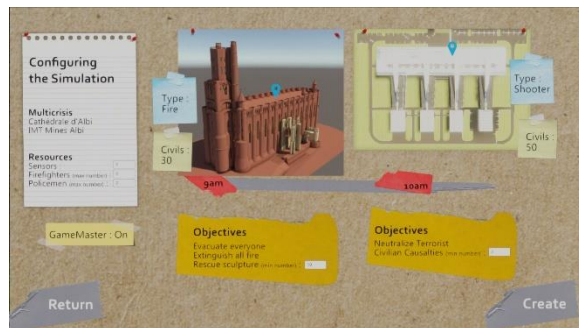 Configuring
the Simulation
Multicrisis
Cathédrale d'Albi
IMT Mines Albi
Resources
Sensors
Firefighters (max number) :
Policemen (max number) :
GameMaster : On
Type :
Fire
Civils :
30
Type :
Shooter
Civils :
50
9am
10am
Objectives
Evacuate everyone
Extinguish all fire
Rescue sculpture (min number) :
Objectives
Neutralize Terrorist
Civilian Causalties (max number) :
Return
Create